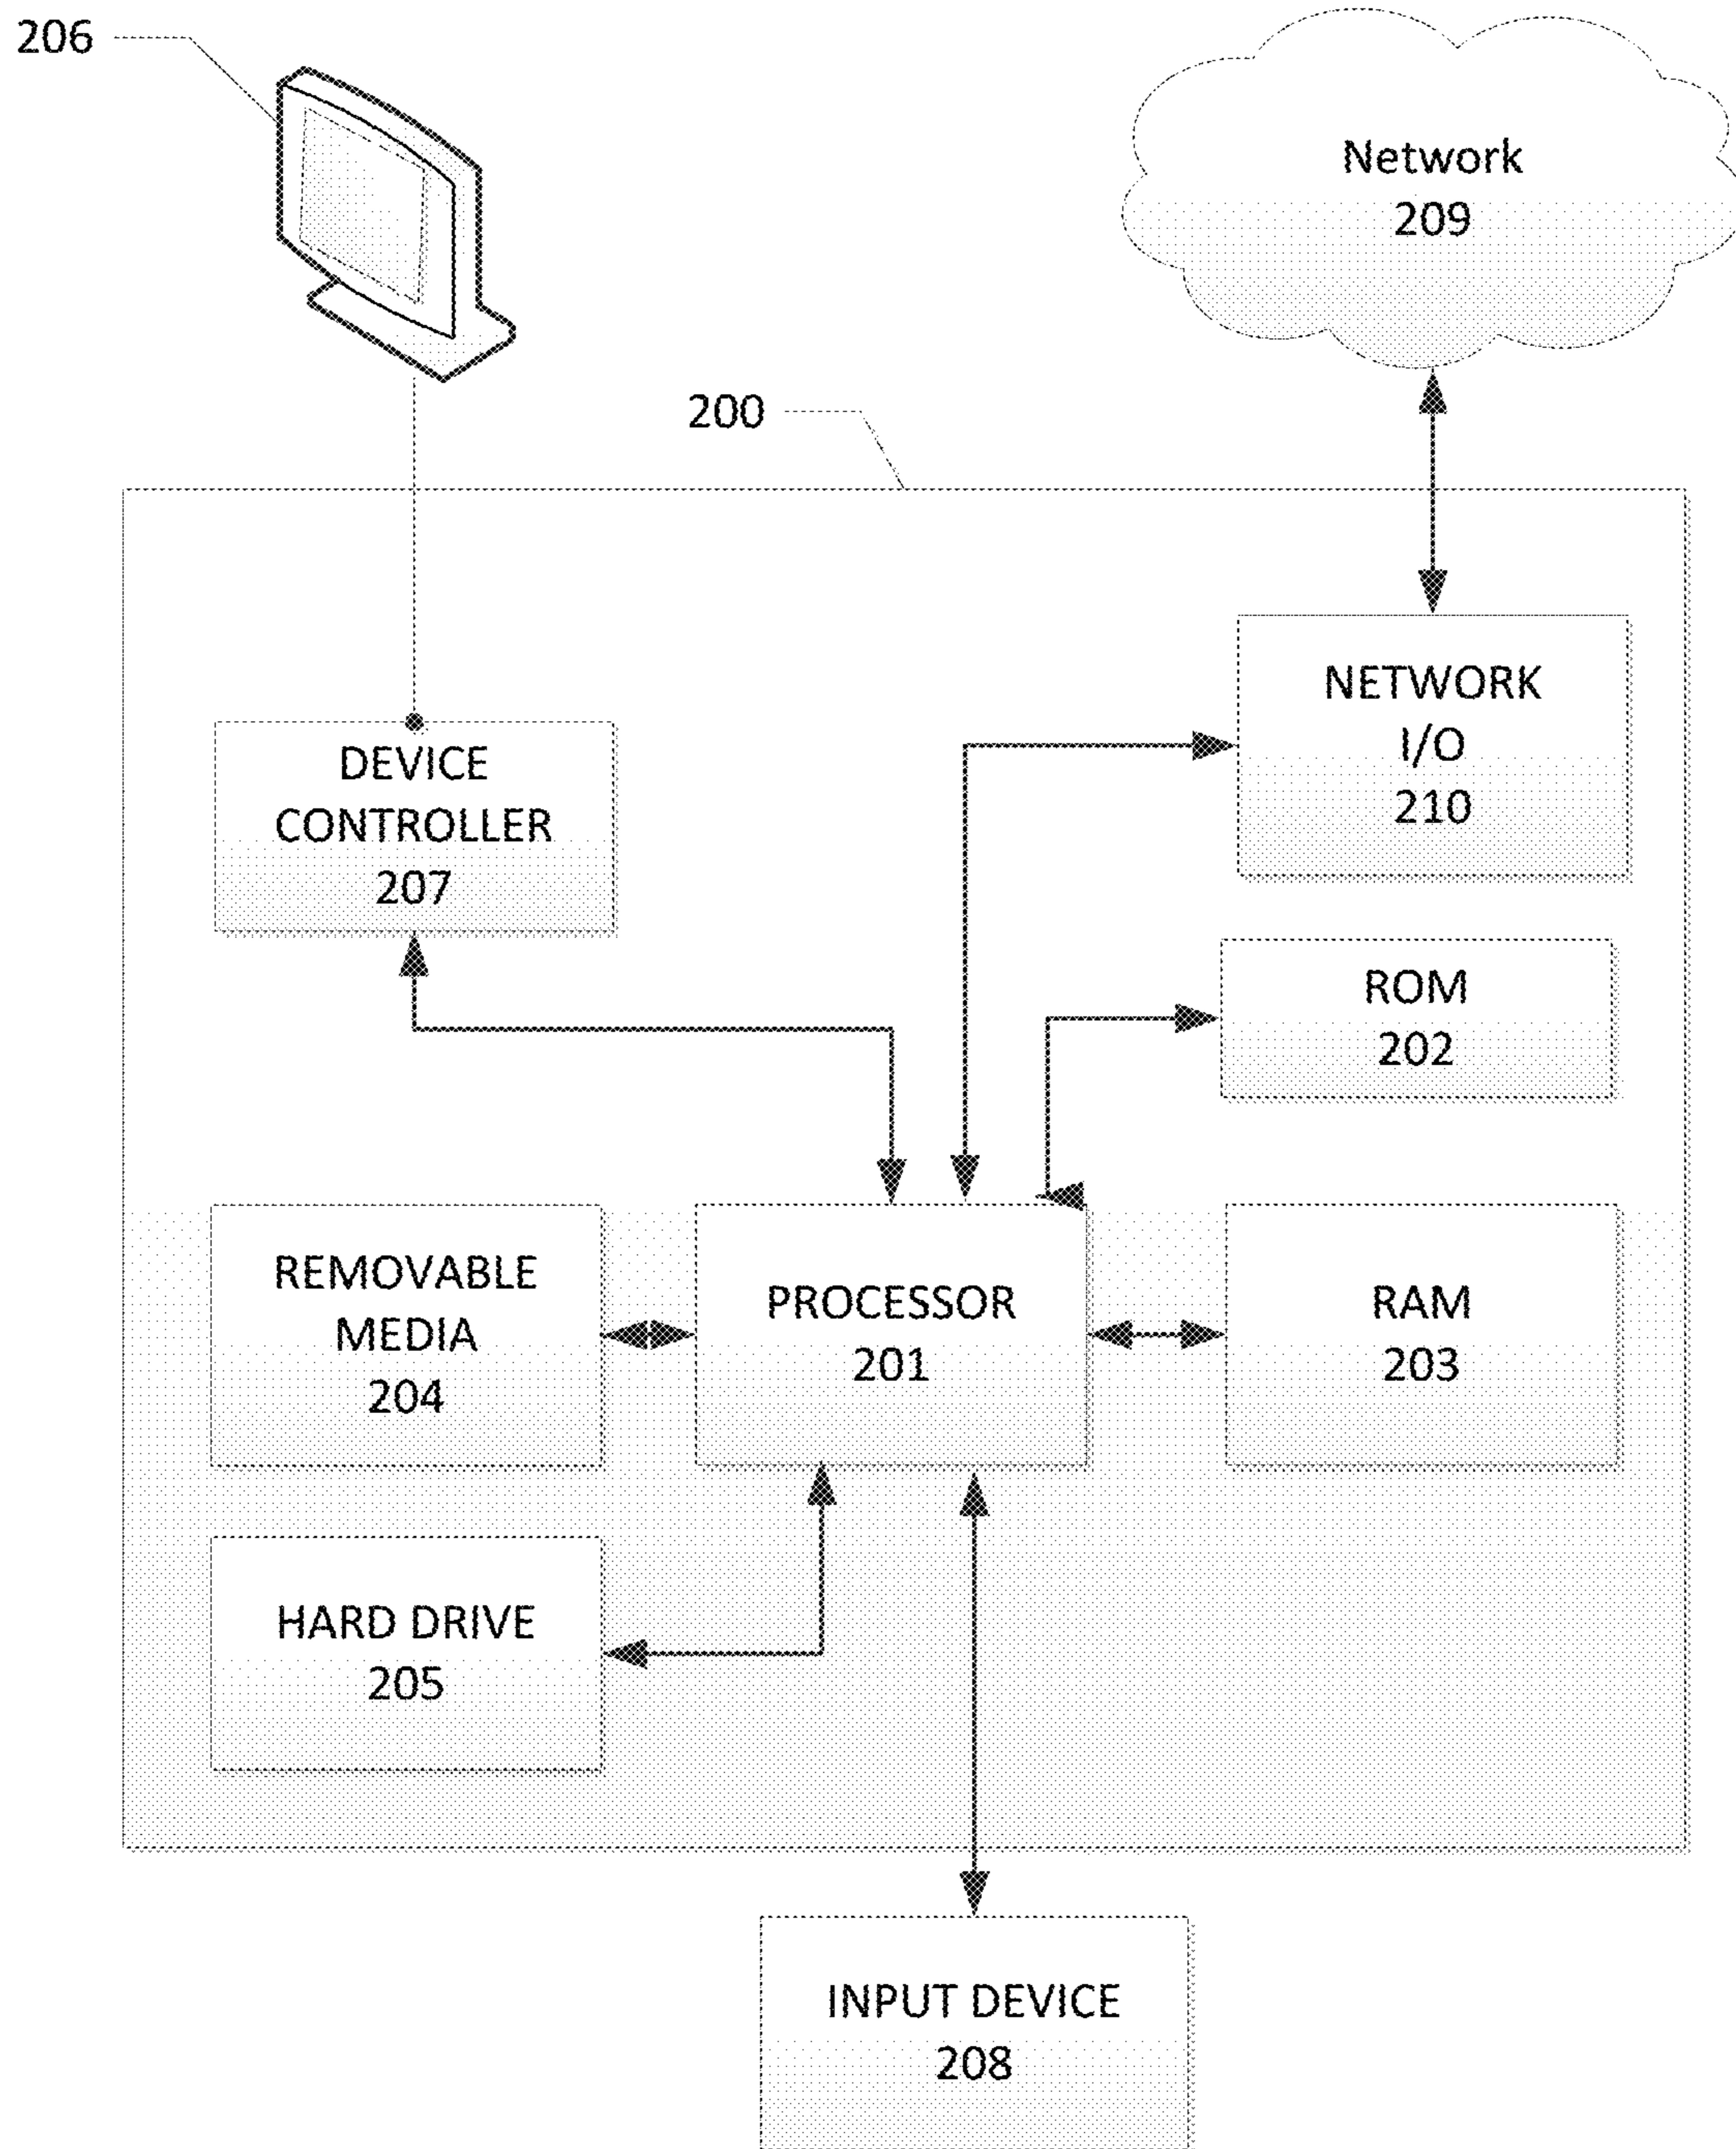 206
Network
209
200
NETWORK
I/O
210
DEVICE
CONTROLLER
207
ROM
202
REMOVABLE
MEDIA
204
PROCESSOR
201
RAM
203
HARD DRIVE
205
INPUT DEVICE
208